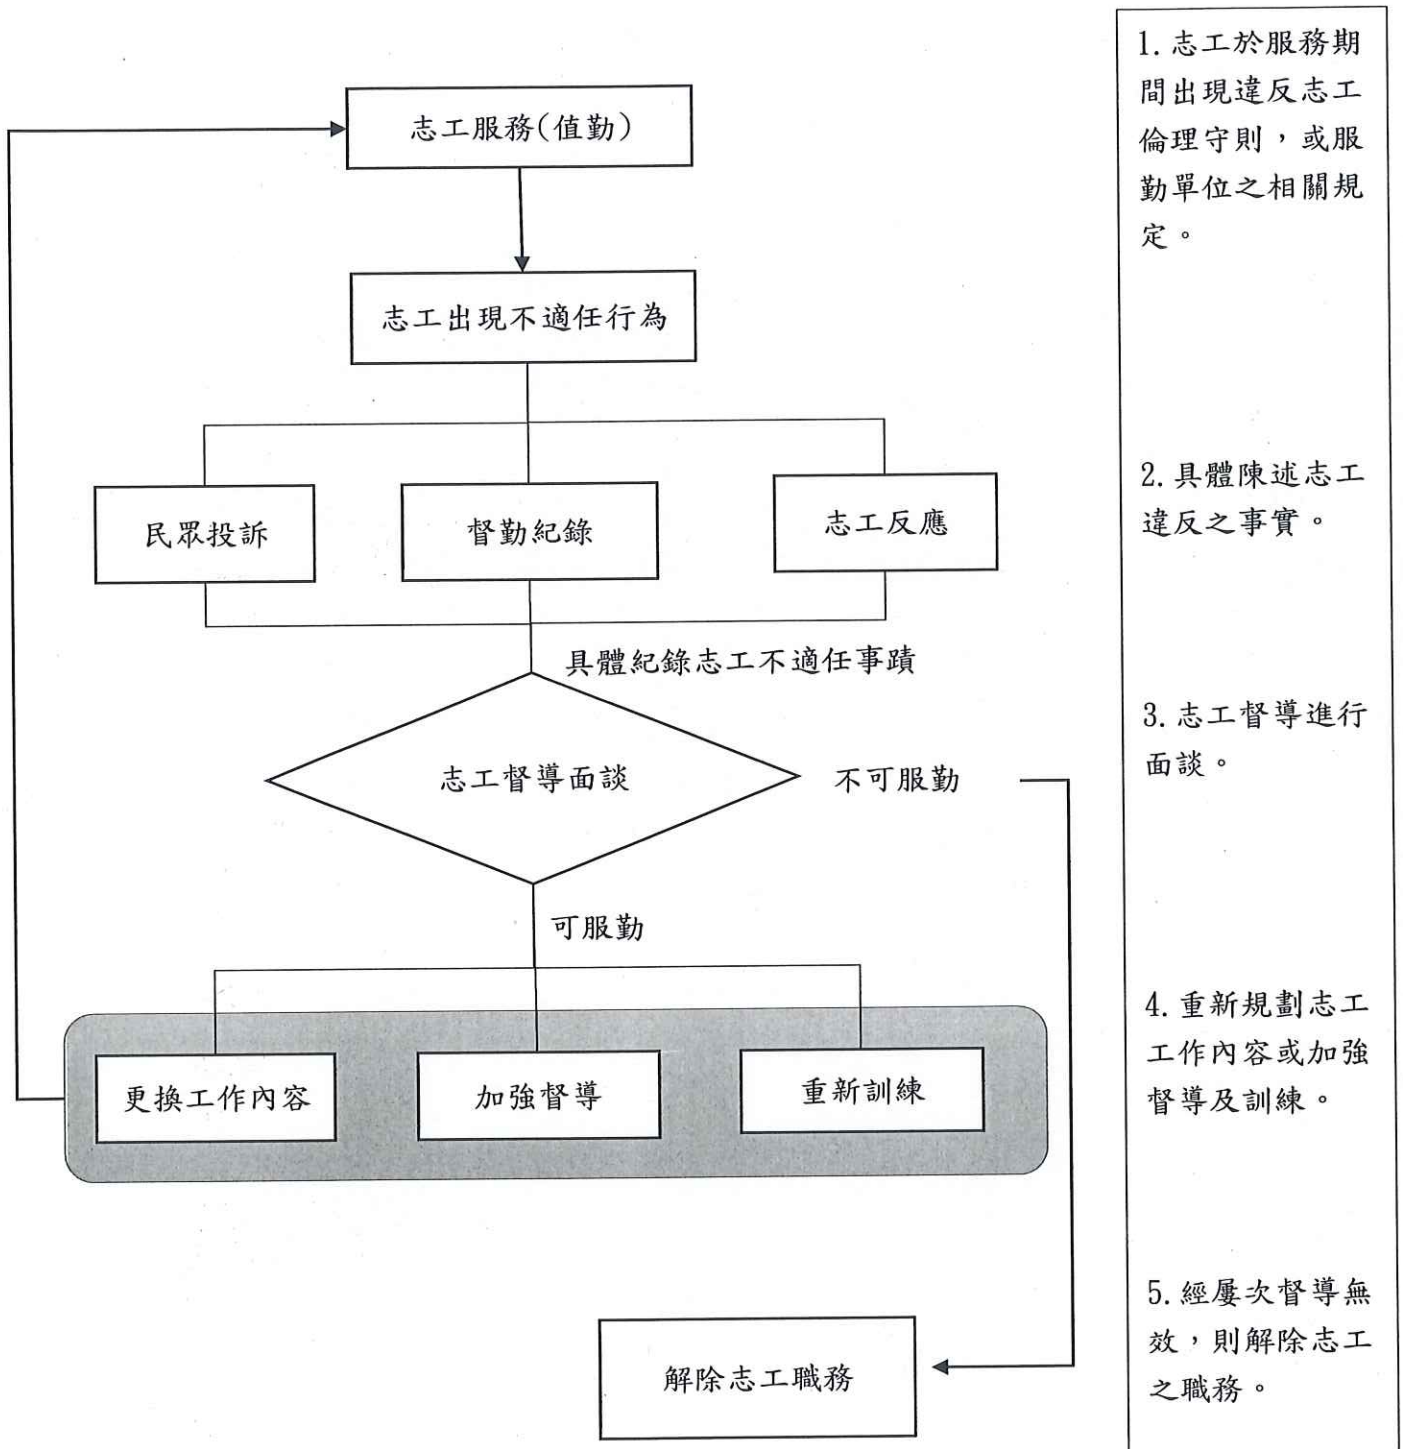 志工服務(值勤)
志工出現不適任行為
民眾投訴
督勤紀錄
志工反應
具體紀錄志工不適任事蹟
志工督導面談
不可服勤
可服勤
更換工作內容
加強督導
重新訓練
解除志工職務
1. 志工於服務期
間出現違反志工
倫理守則，或服
勤單位之相關規
定。
2. 具體陳述志工
違反之事實。
3. 志工督導進行
面談。
4. 重新規劃志工
工作內容或加強
督導及訓練。
5. 經屢次督導無
效，則解除志工
之職務。